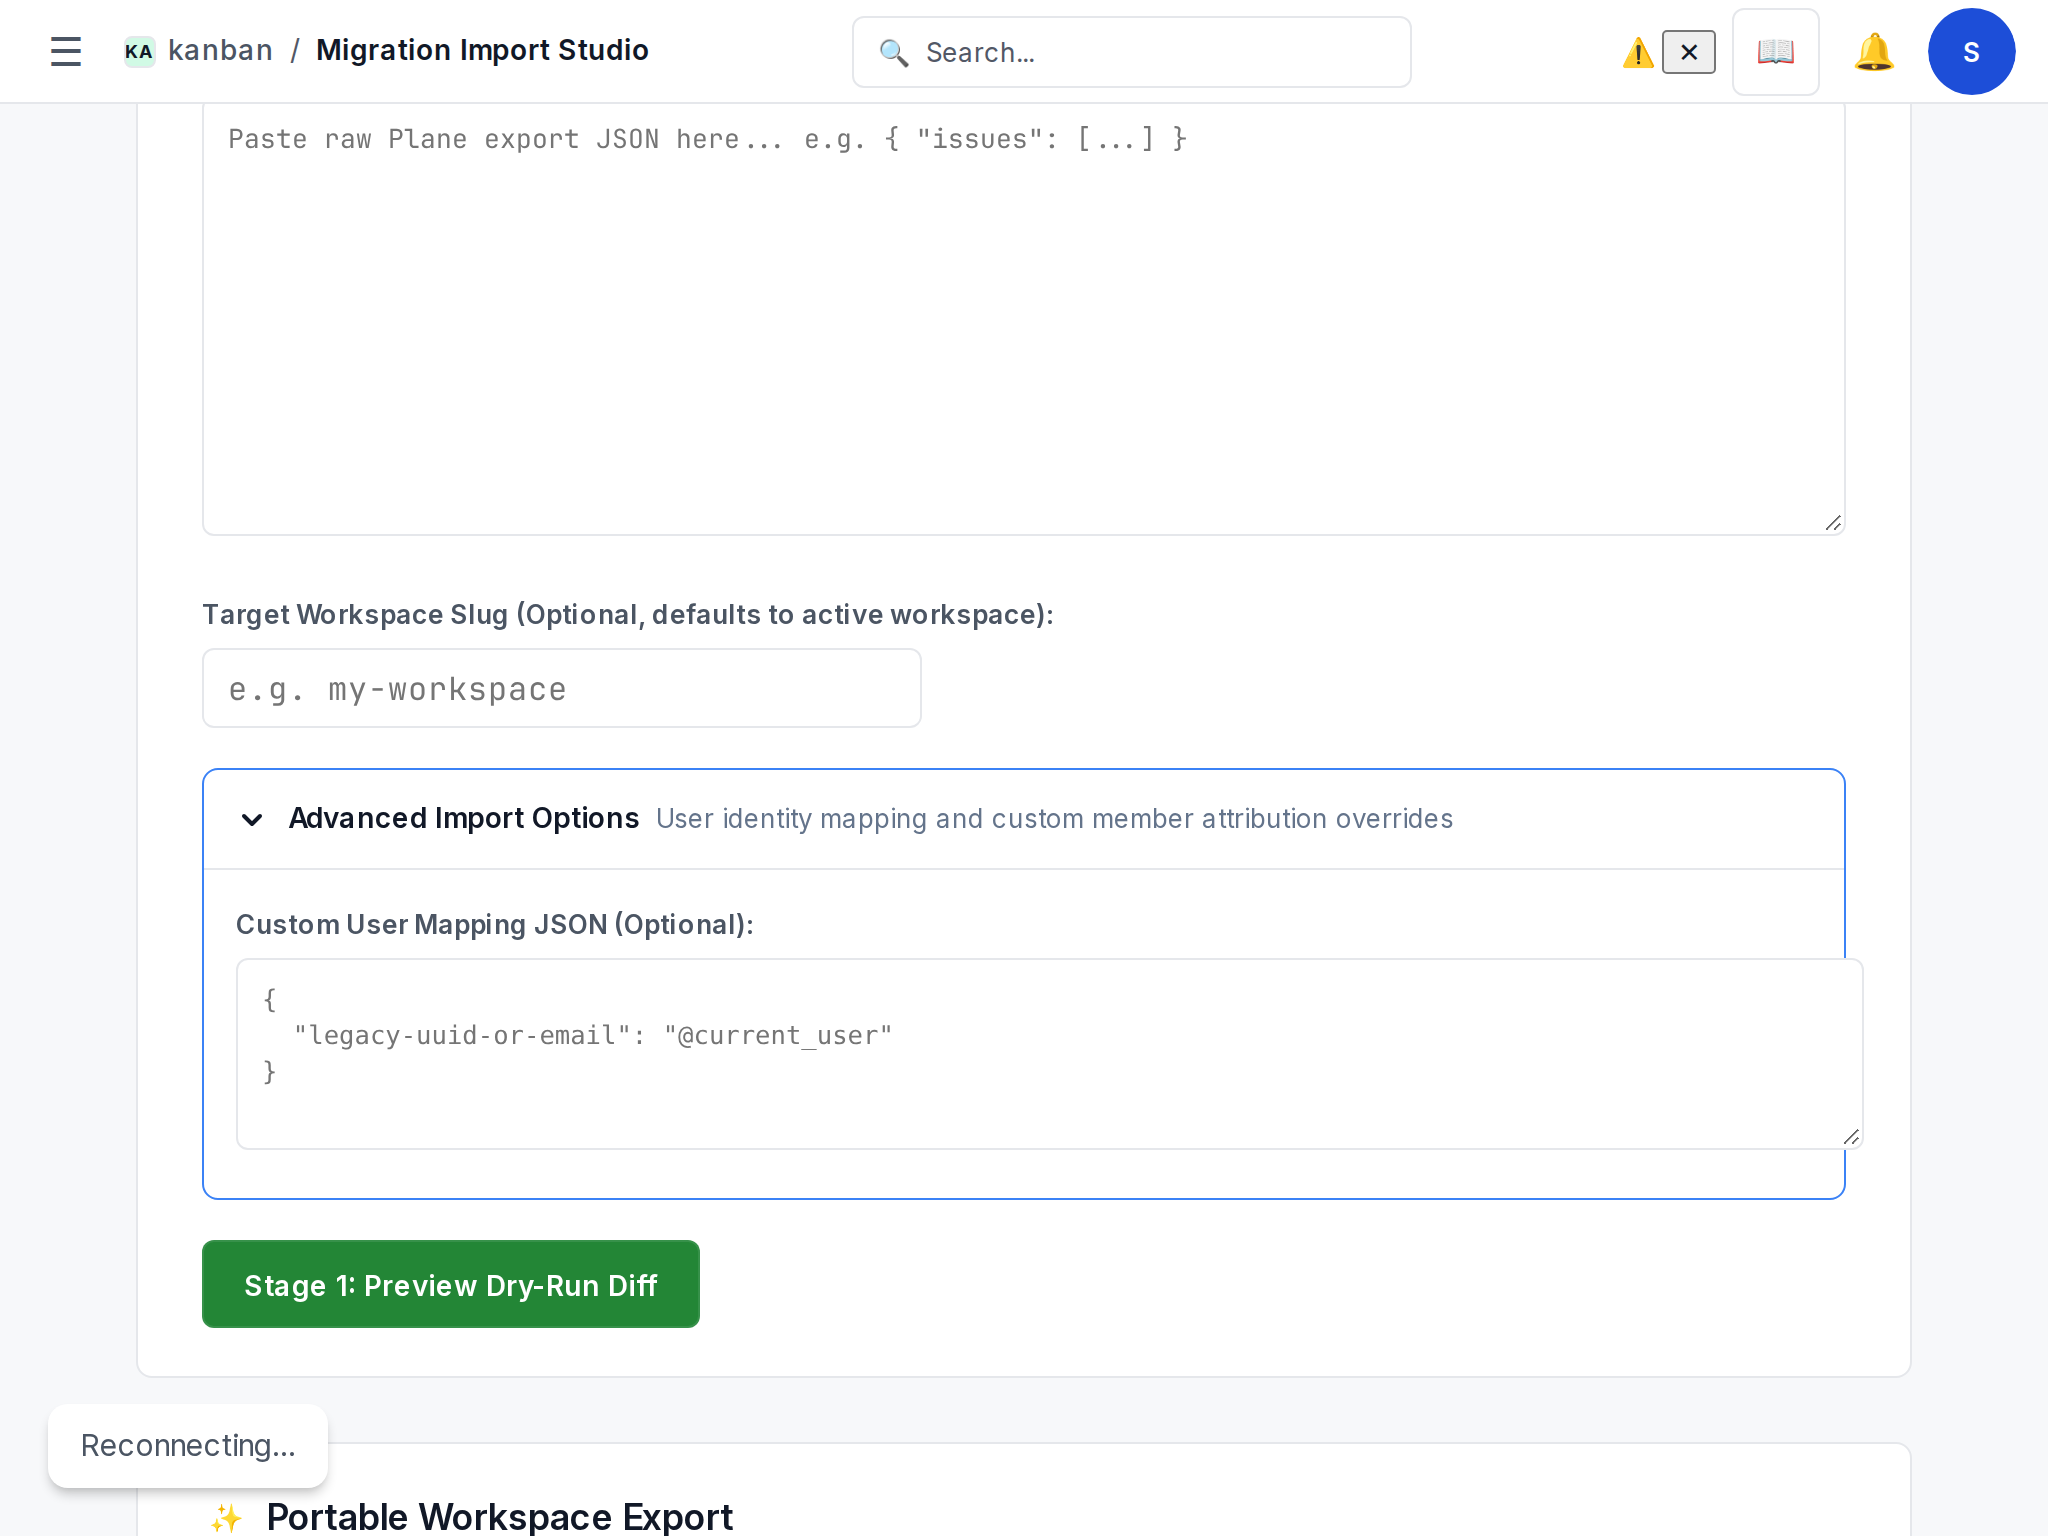 KA kanban / Migration Import Studio
Search...
S
Paste raw Plane export JSON here... e.g. { "issues": [...] }
Target Workspace Slug (Optional, defaults to active workspace):
e.g. my-workspace
Advanced Import Options User identity mapping and custom member attribution overrides
Custom User Mapping JSON (Optional):
{
"legacy-uuid-or-email": "@current_user"
}
Stage 1: Preview Dry-Run Diff
Reconnecting...
Portable Workspace Export